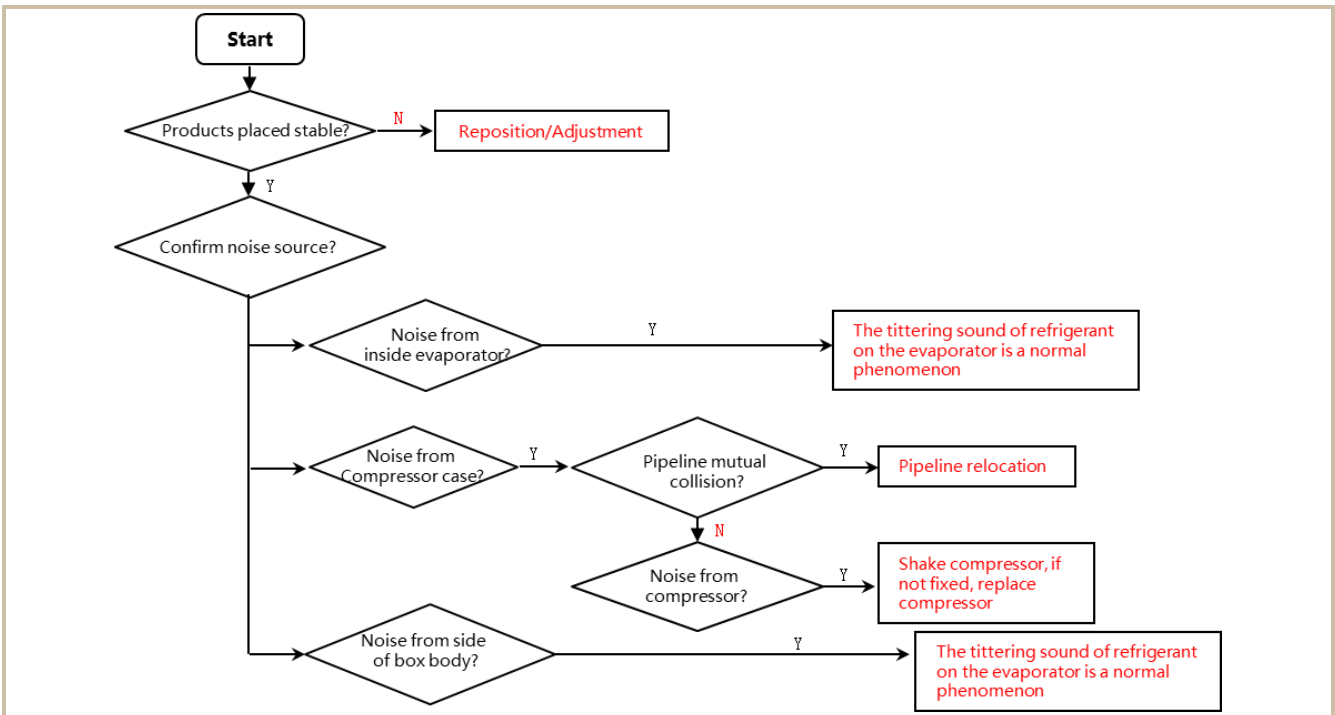 Start
Products placed stable?
N
Reposition/Adjustment
Y
Confirm noise source?
Noise from
inside evaporator?
Y
The tittering sound of refrigerant
on the evaporator is a normal
phenomenon
Noise from
Compressor case?
Y
Pipeline mutual
collision?
Y
Pipeline relocation
N
Noise from
compressor?
Y
Shake compressor, if
not fixed, replace
compressor
Noise from side
of box body?
Y
The tittering sound of refrigerant
on the evaporator is a normal
phenomenon